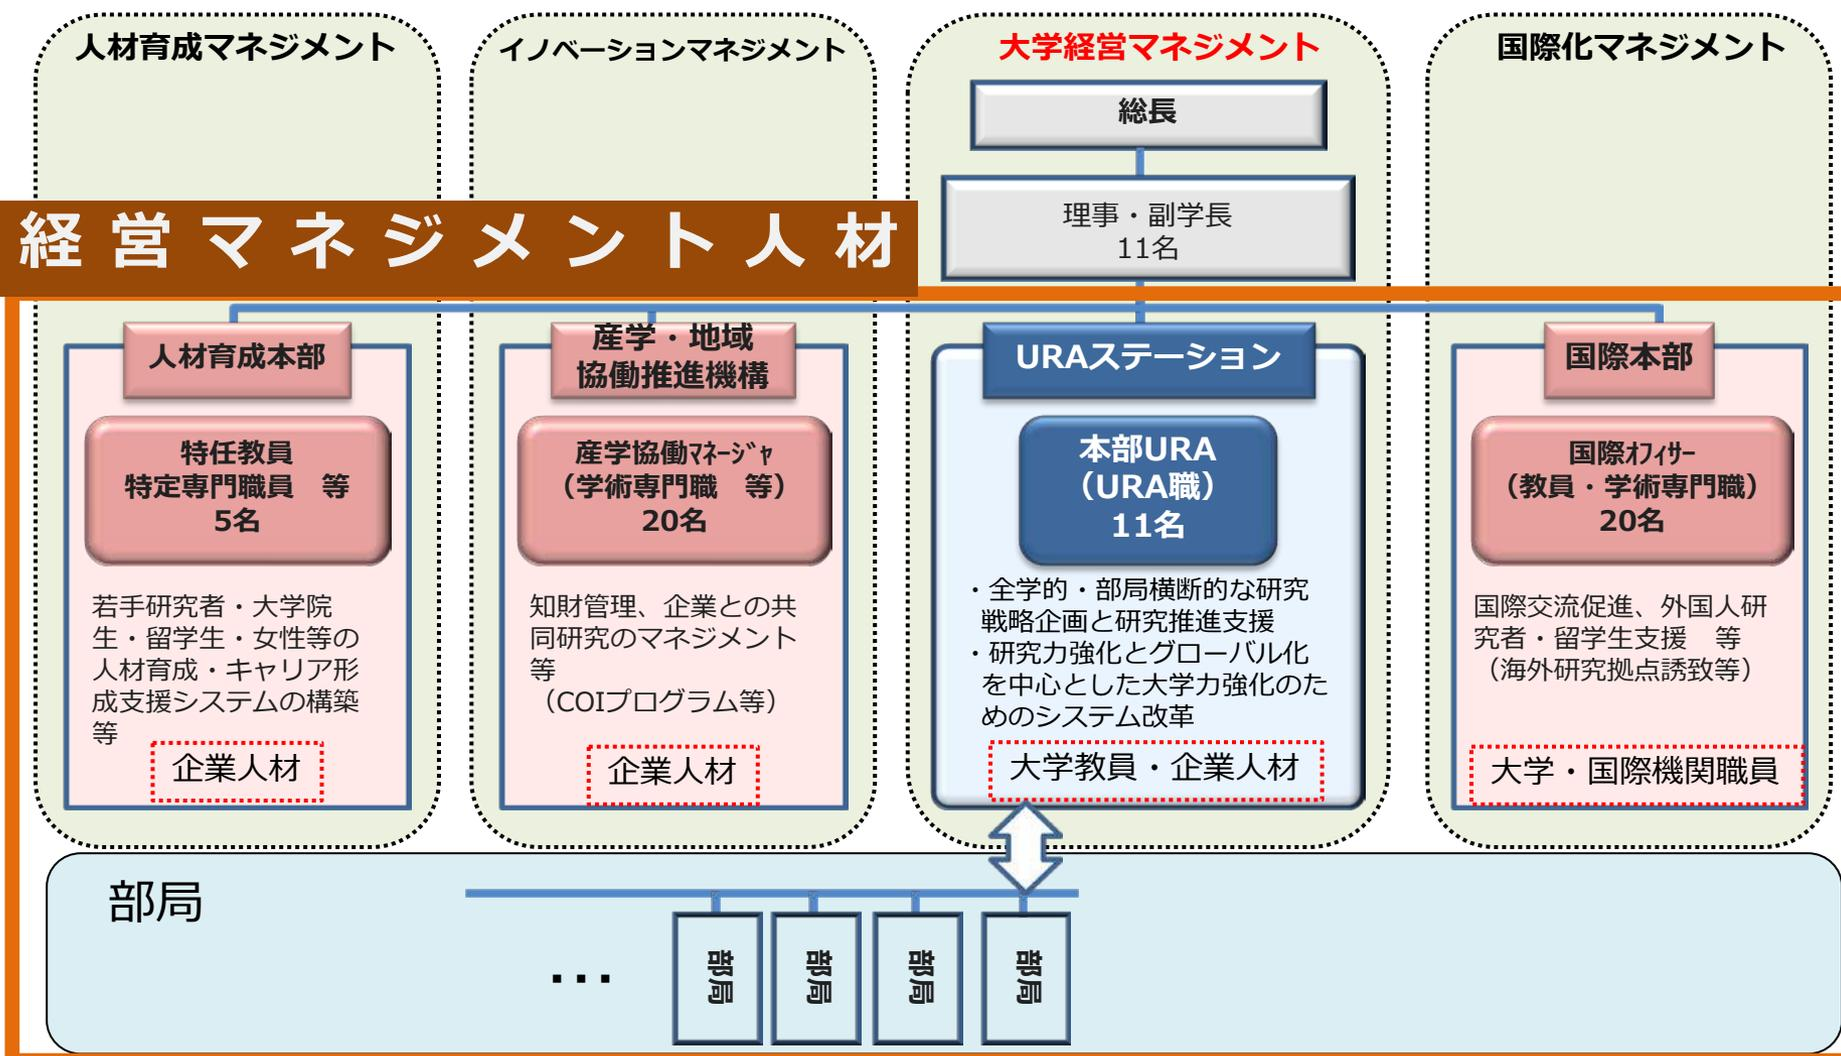 人材育成マネジメント
イノベーションマネジメント
大学経営マネジメント
国際化マネジメント
総長
理事・副学長
11名
経営マネジメント人材
人材育成本部
特任教員
特定専門職員　等
5名
若手研究者・大学院
生・留学生・女性等の
人材育成・キャリア形
成支援システムの構築
等
企業人材
産学・地域
協働推進機構
産学協働ﾏﾈｰｼﾞｬ
（学術専門職　等）
20名
知財管理、企業との共
同研究のマネジメント
等
（COIプログラム等）
企業人材
URAステーション
本部URA
（URA職）
11名
・全学的・部局横断的な研究
戦略企画と研究推進支援
・研究力強化とグローバル化
を中心とした大学力強化のた
めのシステム改革
大学教員・企業人材
国際本部
国際ｵﾌｨｻｰ
（教員・学術専門職）
20名
国際交流促進、外国人研
究者・留学生支援　等
（海外研究拠点誘致等）
大学・国際機関職員
部局
・・・
部局
部局
部局
部局